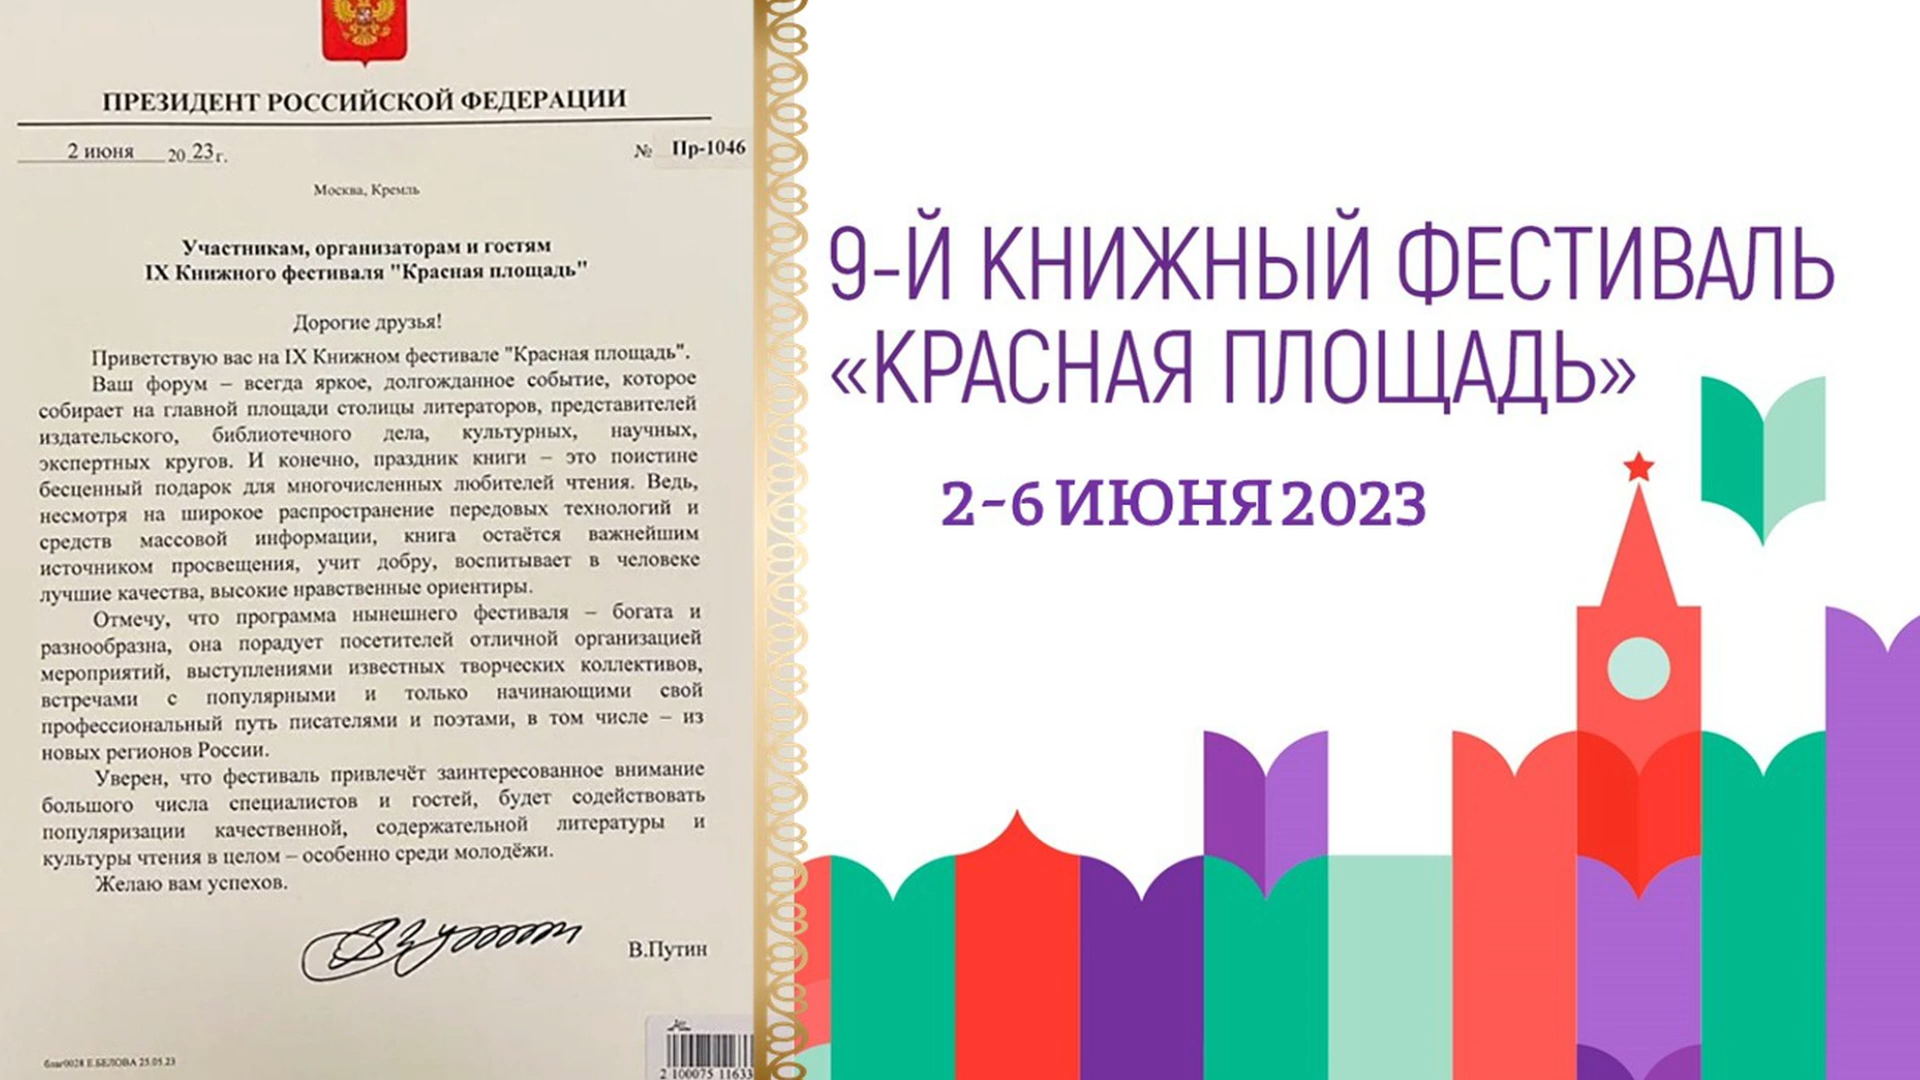 ПРЕЗИДЕНТ РОССИЙСКОЙ ФЕДЕРАЦИИ
2 июня 20 23 г.
№ Пр-1046
Москва, Кремль
Участникам, организаторам и гостям
IX Книжного фестиваля "Красная площадь"
Дорогие друзья!
Приветствую вас на IX Книжном фестивале "Красная площадь".
Ваш форум – всегда яркое, долгожданное событие, которое
собирает на главной площади столицы литераторов, представителей
издательского, библиотечного дела, культурных, научных,
экспертных кругов. И конечно, праздник книги – это поистине
бесценный подарок для многочисленных любителей чтения. Ведь,
несмотря на широкое распространение передовых технологий и
средств массовой информации, книга остаётся важнейшим
источником просвещения, учит добру, воспитывает в человеке
лучшие качества, высокие нравственные ориентиры.
Отмечу, что программа нынешнего фестиваля – богата и
разнообразна, она порадует посетителей отличной организацией
мероприятий, выступлениями известных творческих коллективов,
встречами с популярными и только начинающими свой
профессиональный путь писателями и поэтами, в том числе – из
новых регионов России.
Уверен, что фестиваль привлечёт заинтересованное внимание
большого числа специалистов и гостей, будет содействовать
популяризации качественной, содержательной литературы и
культуры чтения в целом – особенно среди молодёжи.
Желаю вам успехов.
В.Путин
благ0028 Е.БЕЛОВА 25.05.23
2 100075 11633
9-Й КНИЖНЫЙ ФЕСТИВАЛЬ
«КРАСНАЯ ПЛОЩАДЬ»
2-6 ИЮНЯ 2023